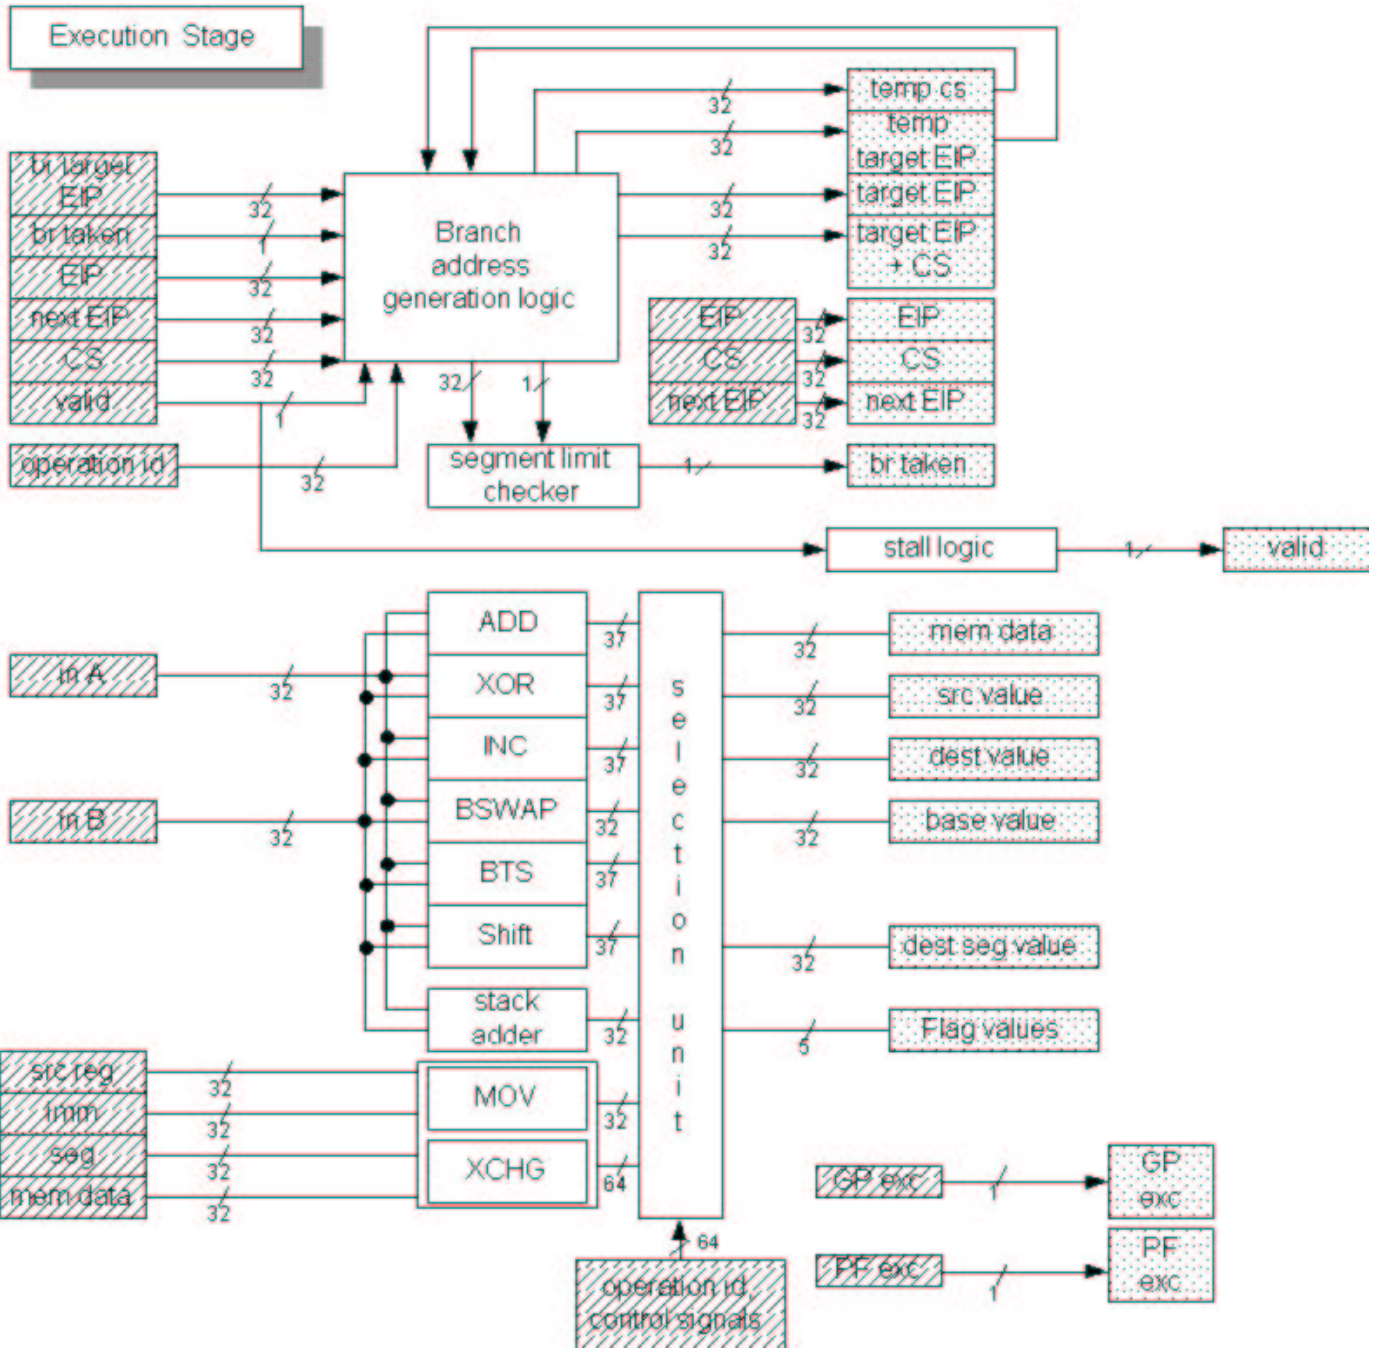 Execution Stage
temp cs
32
temp
target EIP
32
br target
EIP
32
target EIP
32
br taken
1
Branch
address
generation logic
target EIP
+ CS
32
EIP
32
next EIP
32
EIP
32
EIP
CS
32
CS
32
CS
valid
1
32
1
next EIP
32
next EIP
operation id
32
segment limit
checker
1
br taken
stall logic
1
valid
ADD
37
32
mem data
in A
32
XOR
37
32
src value
INC
37
32
dest value
in B
32
BSWAP
32
32
base value
BTS
37
Shift
37
32
dest seg value
stack
adder
32
5
Flag values
selection unit
src reg
32
imm
32
seg
32
mem data
32
MOV
32
XCHG
64
GP exc
1
GP
exc
PF exc
1
PF
exc
64
operation id,
control signals